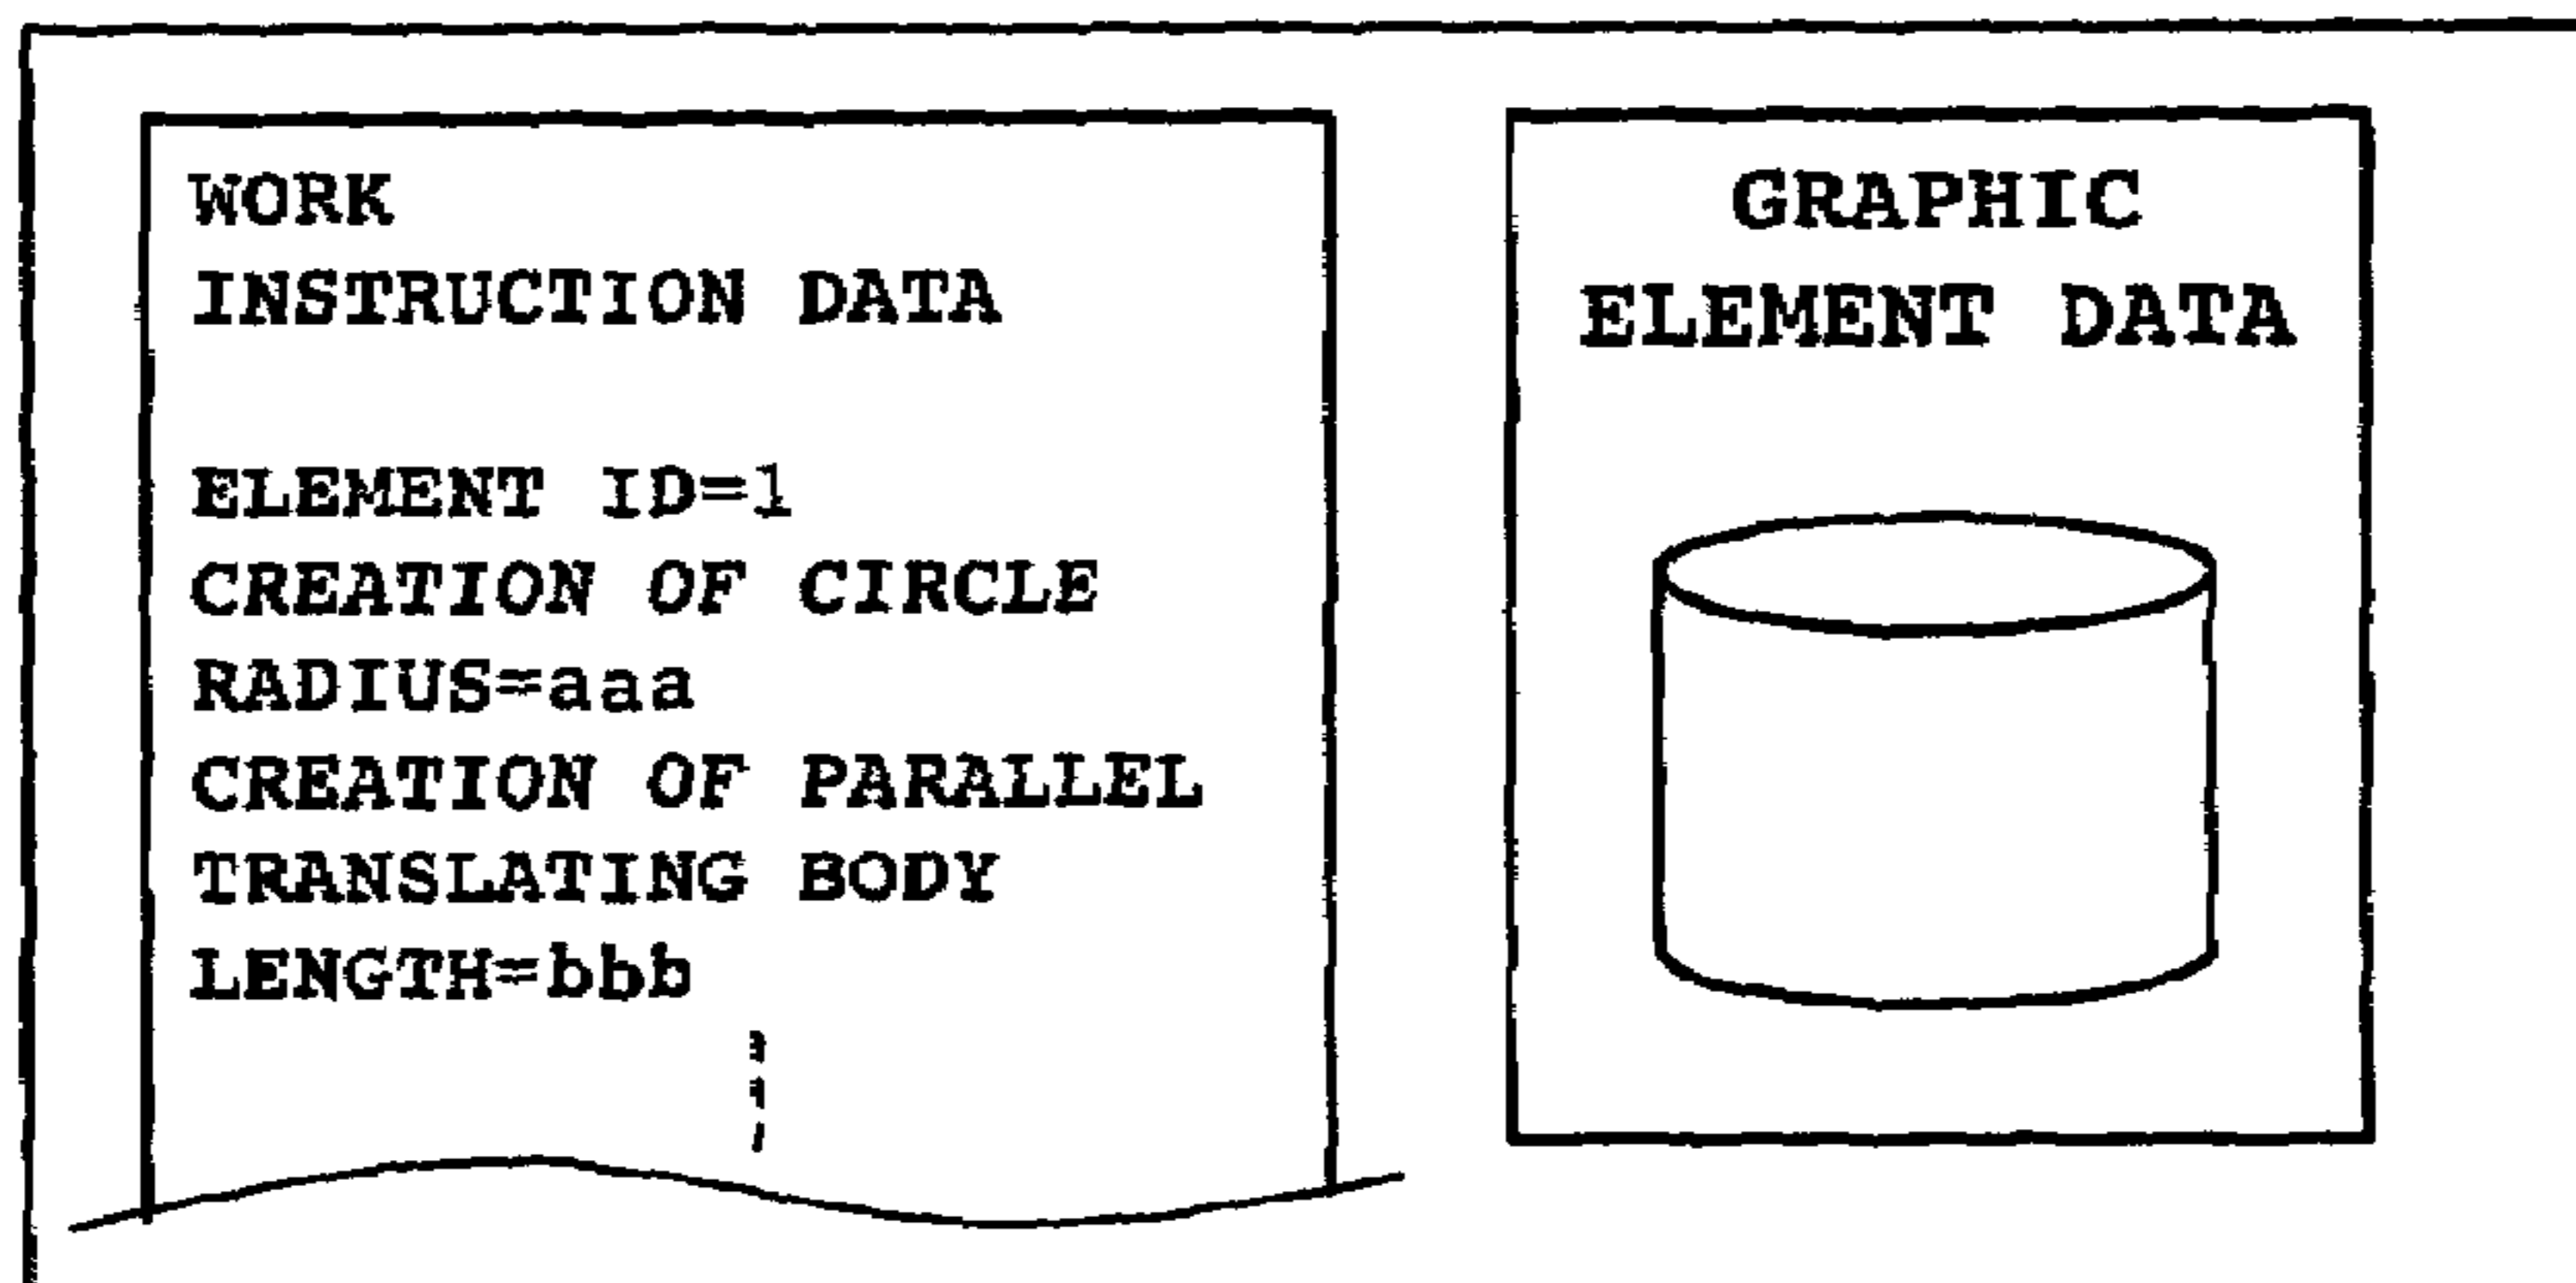 WORK
INSTRUCTION DATA
ELEMENT ID=1
CREATION OF CIRCLE
RADIUS=aaa
CREATION OF PARALLEL
TRANSLATING BODY
LENGTH=bbb
GRAPHIC
ELEMENT DATA